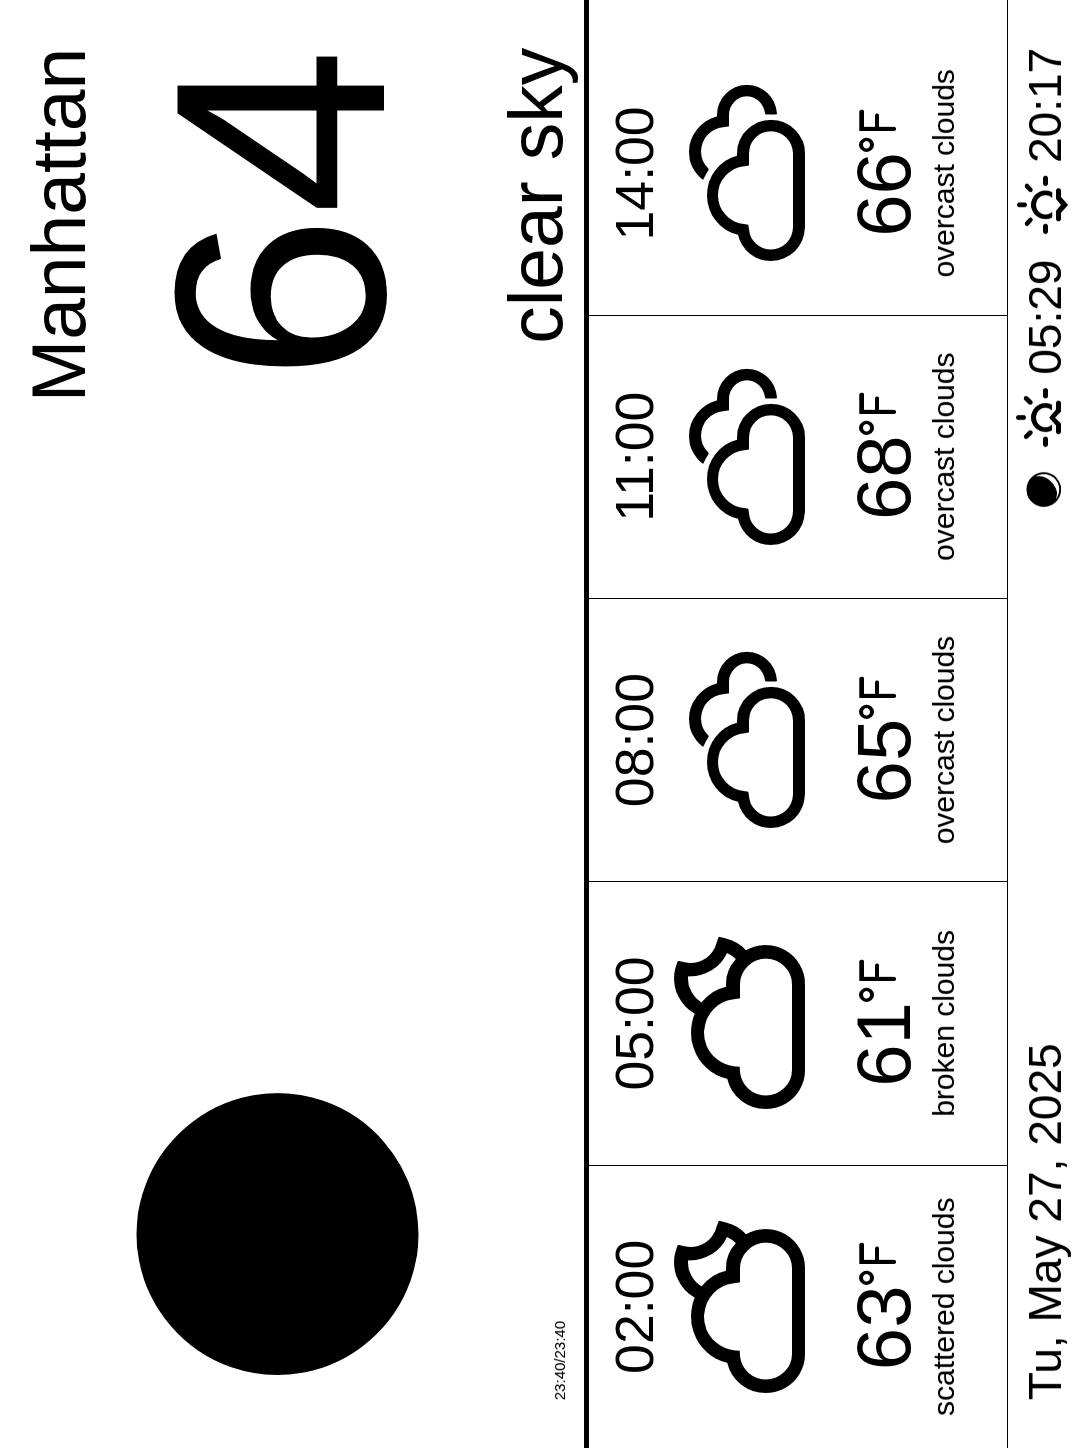 Manhattan
64
clear sky
23:40/23:40
02:00 05:00 08:00 11:00 14:00
63°F 61°F 65°F 68°F 66°F
scattered clouds broken clouds overcast clouds overcast clouds overcast clouds
Tu, May 27, 2025 05:29 20:17